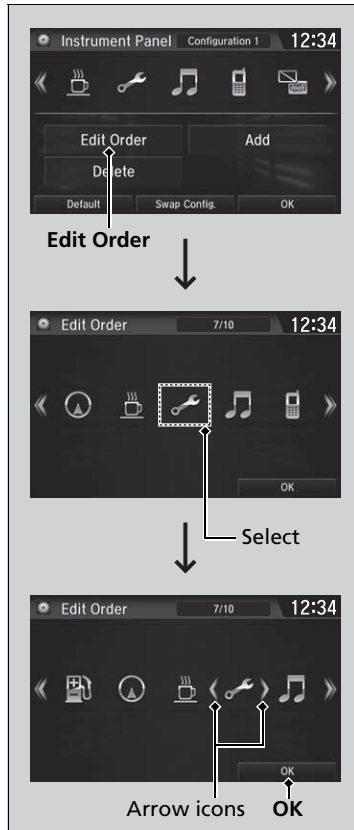 Instrument Panel Configuration 1 12:34
Edit Order Add
Delete
Default Swap Config. OK
Edit Order
Edit Order 7/10 12:34
OK
Select
Edit Order 7/10 12:34
OK
Arrow icons OK